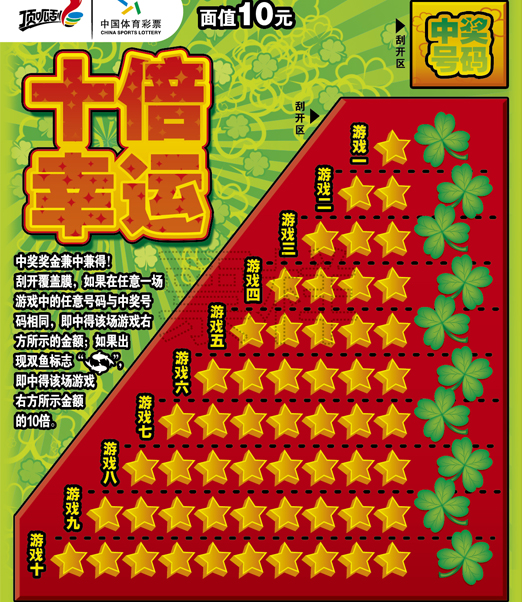 顶呱刮
中国体育彩票
CHINA SPORTS LOTTERY
面值10元
刮开区
中奖
号码
刮开区
十倍
幸运
中奖奖金兼中兼得!
刮开覆盖膜，如果在任意一场
游戏中的任意号码与中奖号
码相同，即中得该场游戏右
方所示的金额；如果出
现双鱼标志“ ”，
即中得该场游戏
右方所示金额
的10倍。
游戏一
游戏二
游戏三
游戏四
游戏五
游戏六
游戏七
游戏八
游戏九
游戏十